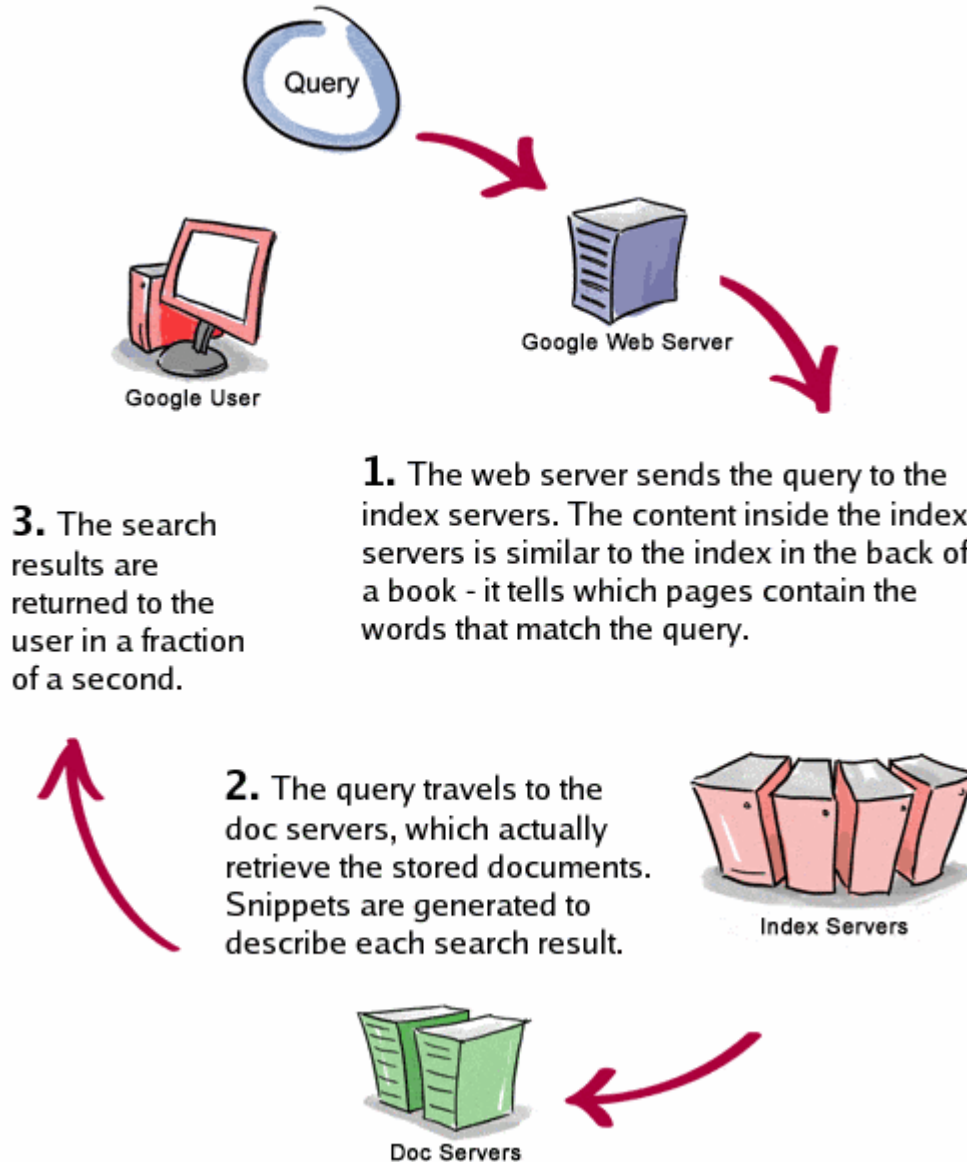 Query
Google Web Server
Google User
1. The web server sends the query to the
index servers. The content inside the index
servers is similar to the index in the back of
a book - it tells which pages contain the
words that match the query.
3. The search
results are
returned to the
user in a fraction
of a second.
2. The query travels to the
doc servers, which actually
retrieve the stored documents.
Snippets are generated to
describe each search result.
Index Servers
Doc Servers